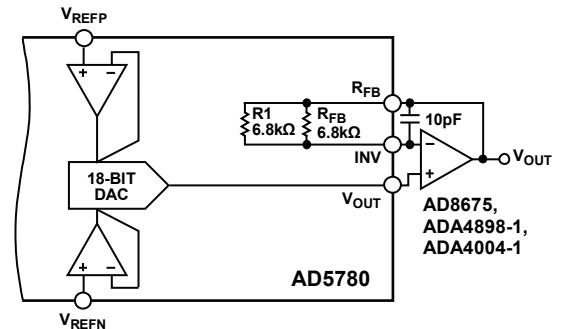 VREFP
+ −
R1
6.8kΩ
RFB
6.8kΩ
RFB
10pF
INV
−
+
VOUT
18-BIT
DAC
VOUT
AD8675,
ADA4898-1,
ADA4004-1
+ −
AD5780
VREFN